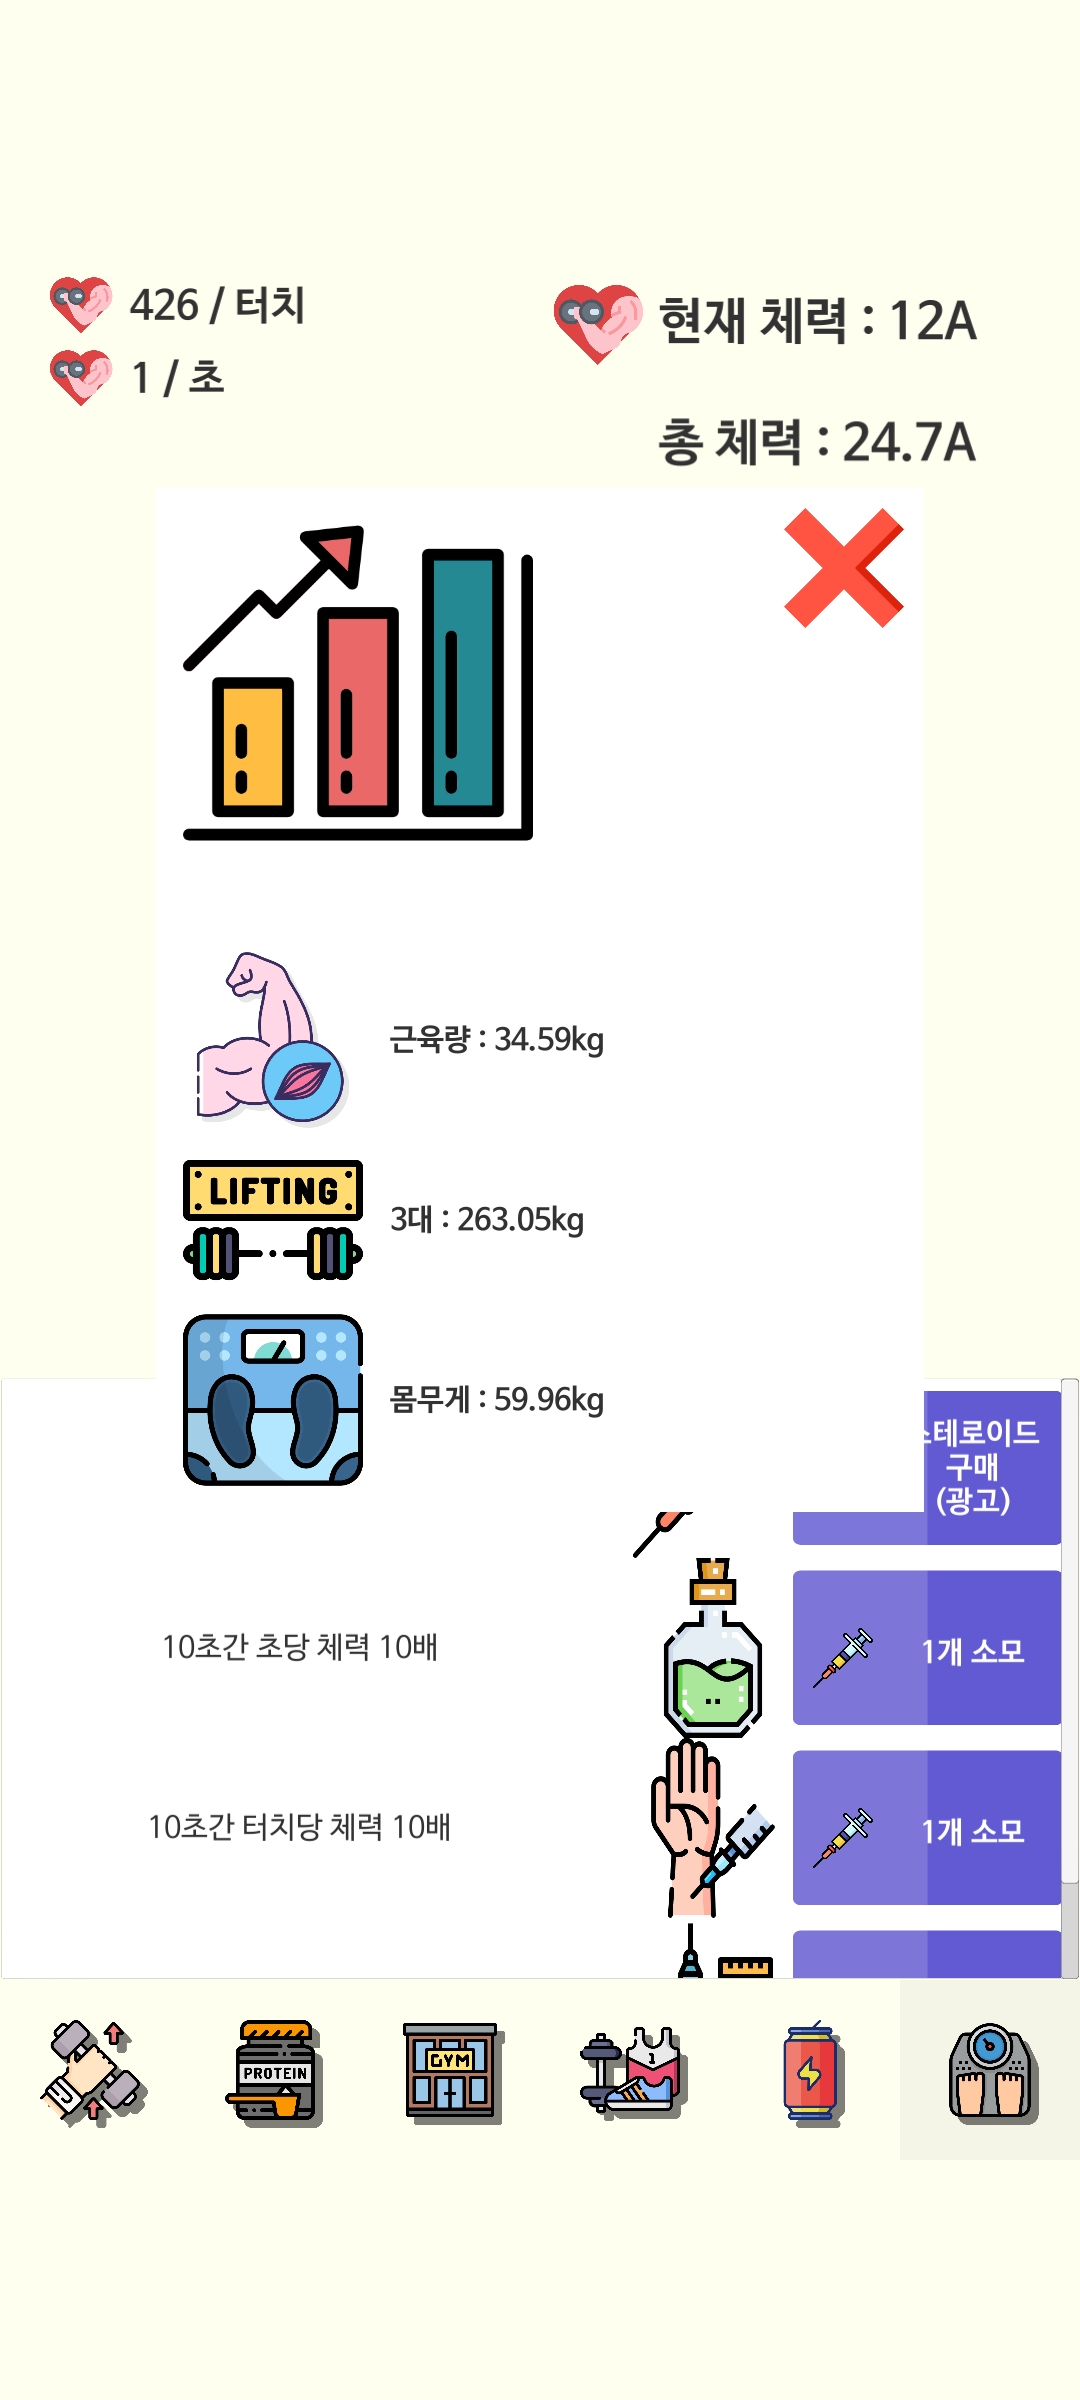 426 / 터치
1 / 초
현재 체력 : 12A
총 체력 : 24.7A
근육량 : 34.59kg
LIFTING
3대 : 263.05kg
몸무게 : 59.96kg
스테로이드
구매
(광고)
10초간 초당 체력 10배
1개 소모
10초간 터치당 체력 10배
1개 소모
PROTEIN
GYM
1